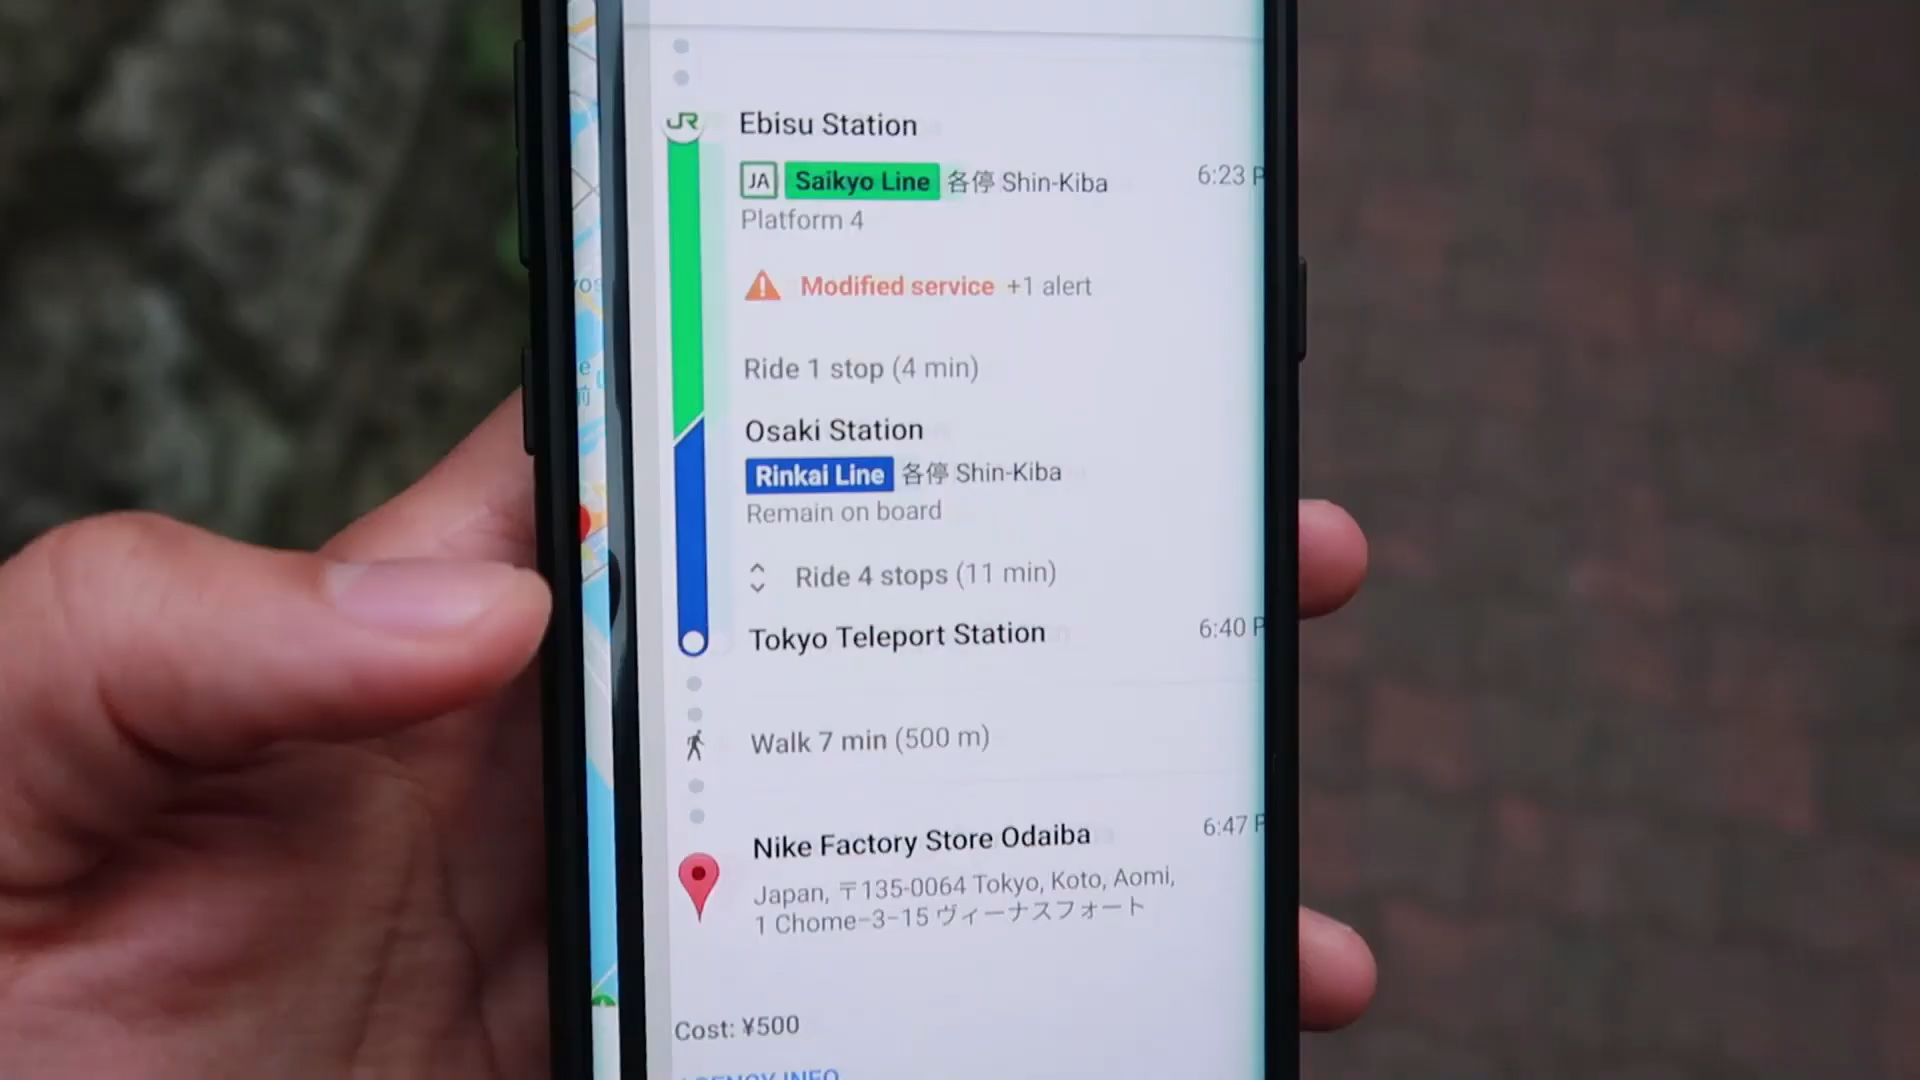 JR
Ebisu Station
JA Saikyo Line 各停 Shin-Kiba 6:23 P
Platform 4
Modified service +1 alert
Ride 1 stop (4 min)
Osaki Station
Rinkai Line 各停 Shin-Kiba
Remain on board
Ride 4 stops (11 min)
Tokyo Teleport Station 6:40 P
Walk 7 min (500 m)
Nike Factory Store Odaiba 6:47 P
Japan, 〒135-0064 Tokyo, Koto, Aomi,
1 Chome−3−15 ヴィーナスフォート
Cost: ¥500
AGENCY INFO